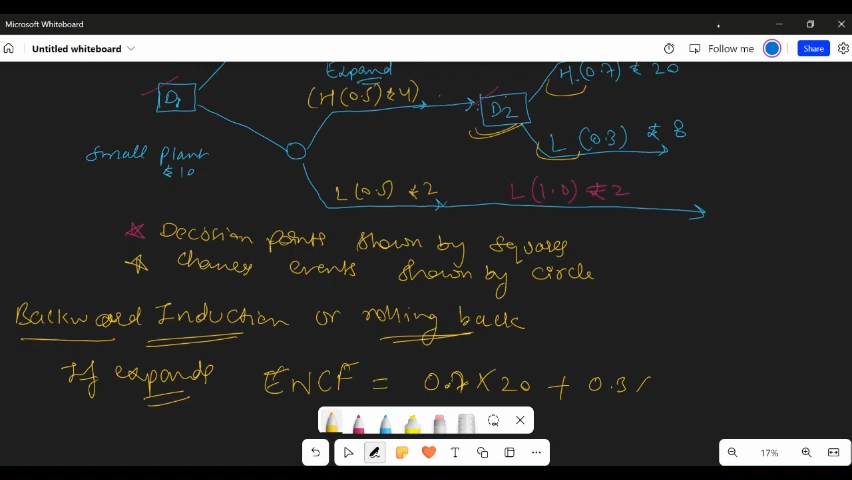 Microsoft Whiteboard
Untitled whiteboard
Follow me
Share
Expand
(H (0.5) ₹4)
H (0.7) ₹ 20
D1
D2
L (0.3) ₹ 8
Small plant
₹10
L (0.5) ₹2
L (1.0) ₹2
Decision points shown by squares
events shown by circle
Backward Induction or rolling back
If expands ENCF = 0.7 X 20 + 0.3
17%